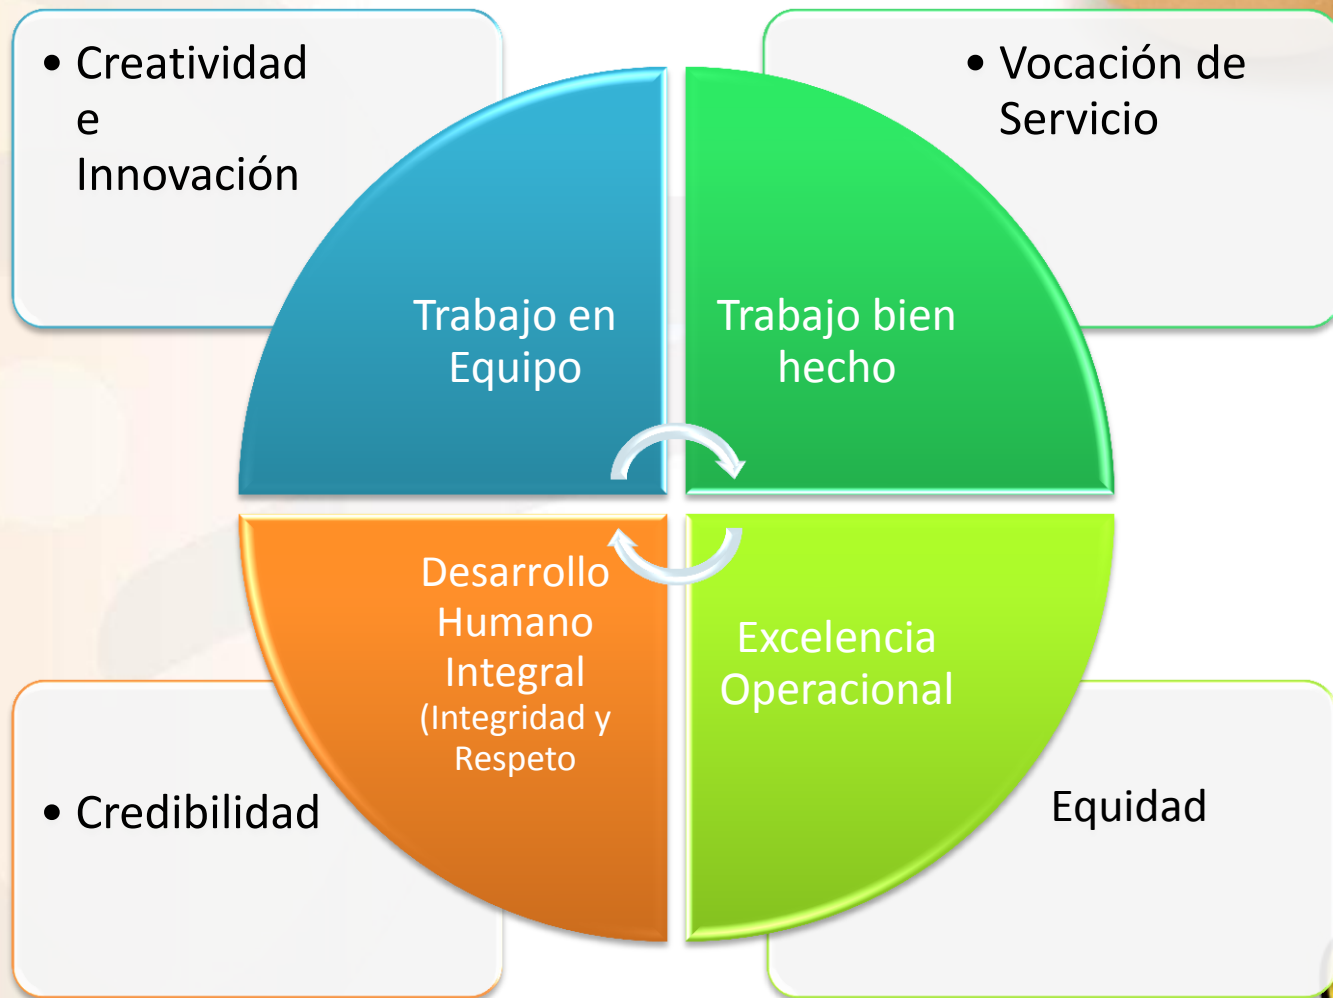 • Creatividad
e
Innovación
• Vocación de
Servicio
Trabajo en
Equipo
Trabajo bien
hecho
Desarrollo
Humano
Integral
(Integridad y
Respeto
Excelencia
Operacional
• Credibilidad
Equidad